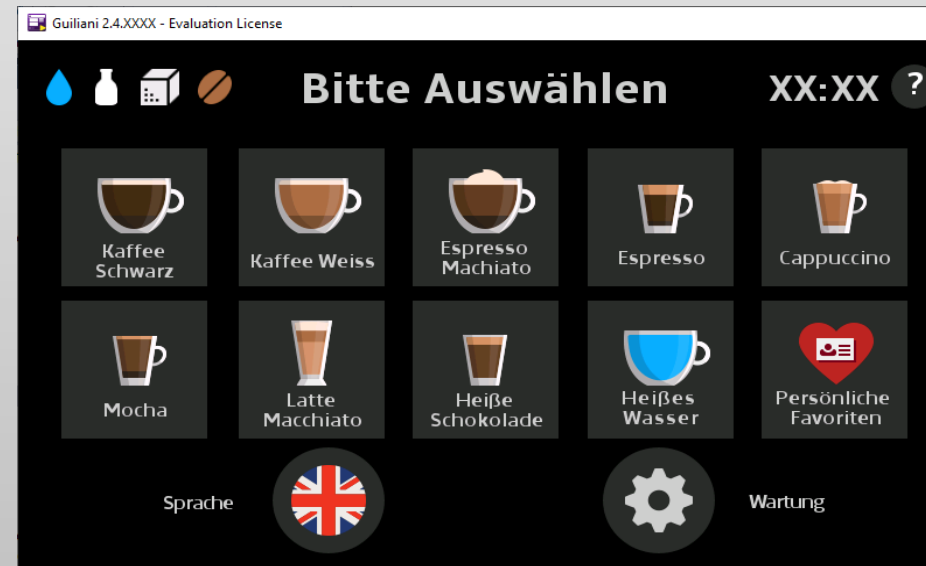 Guiliani 2.4.XXXX - Evaluation License
Bitte Auswählen
XX:XX
?
Kaffee
Schwarz
Kaffee Weiss
Espresso
Machiato
Espresso
Cappuccino
Mocha
Latte
Macchiato
Heiße
Schokolade
Heißes
Wasser
Persönliche
Favoriten
Sprache
Wartung